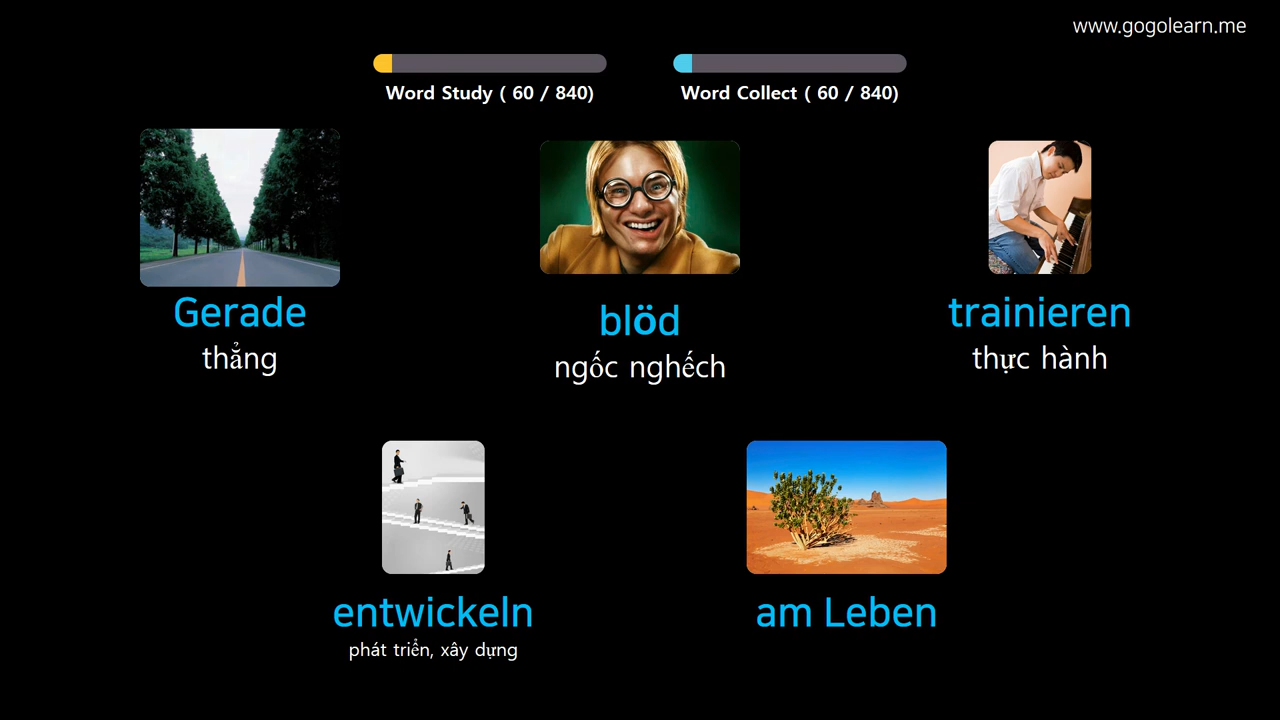 www.gogolearn.me
Word Study ( 60 / 840)
Word Collect ( 60 / 840)
Gerade
thẳng
blöd
ngốc nghếch
trainieren
thực hành
entwickeln
phát triển, xây dựng
am Leben